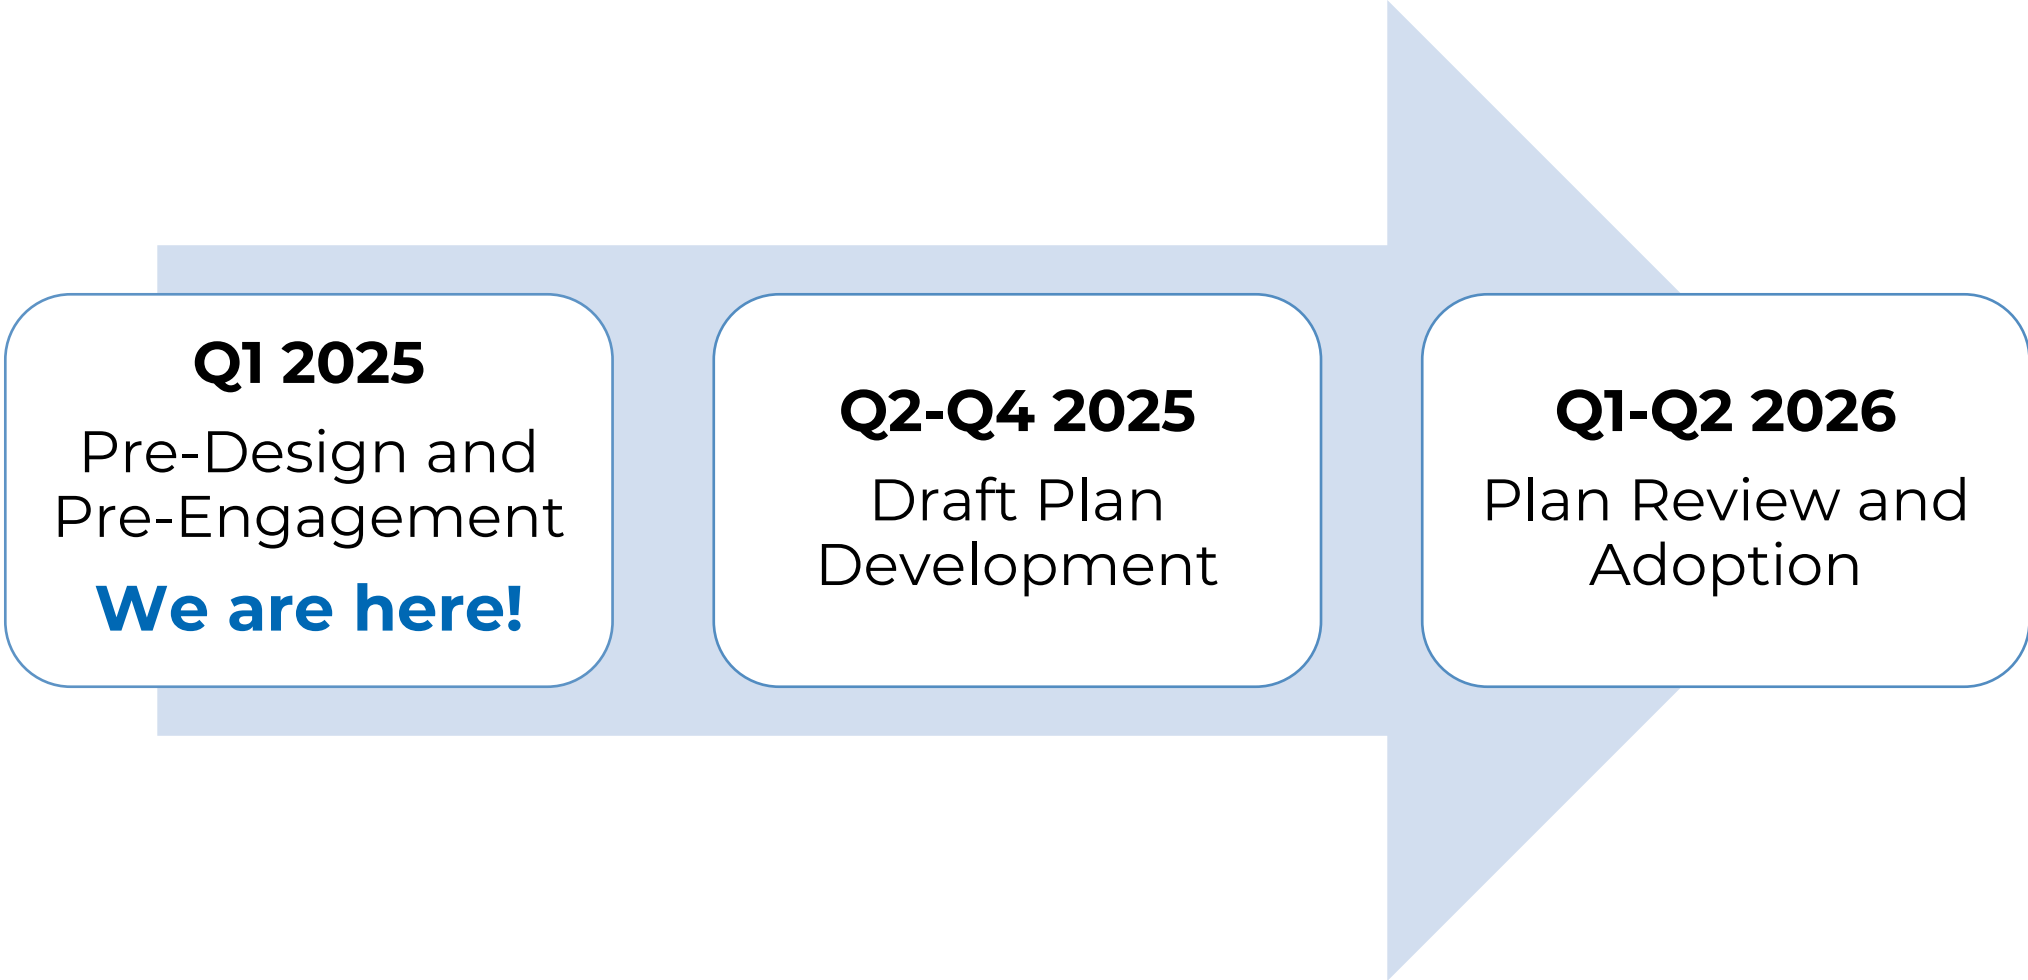 Q1 2025
Pre-Design and
Pre-Engagement
We are here!
Q2-Q4 2025
Draft Plan
Development
Q1-Q2 2026
Plan Review and
Adoption